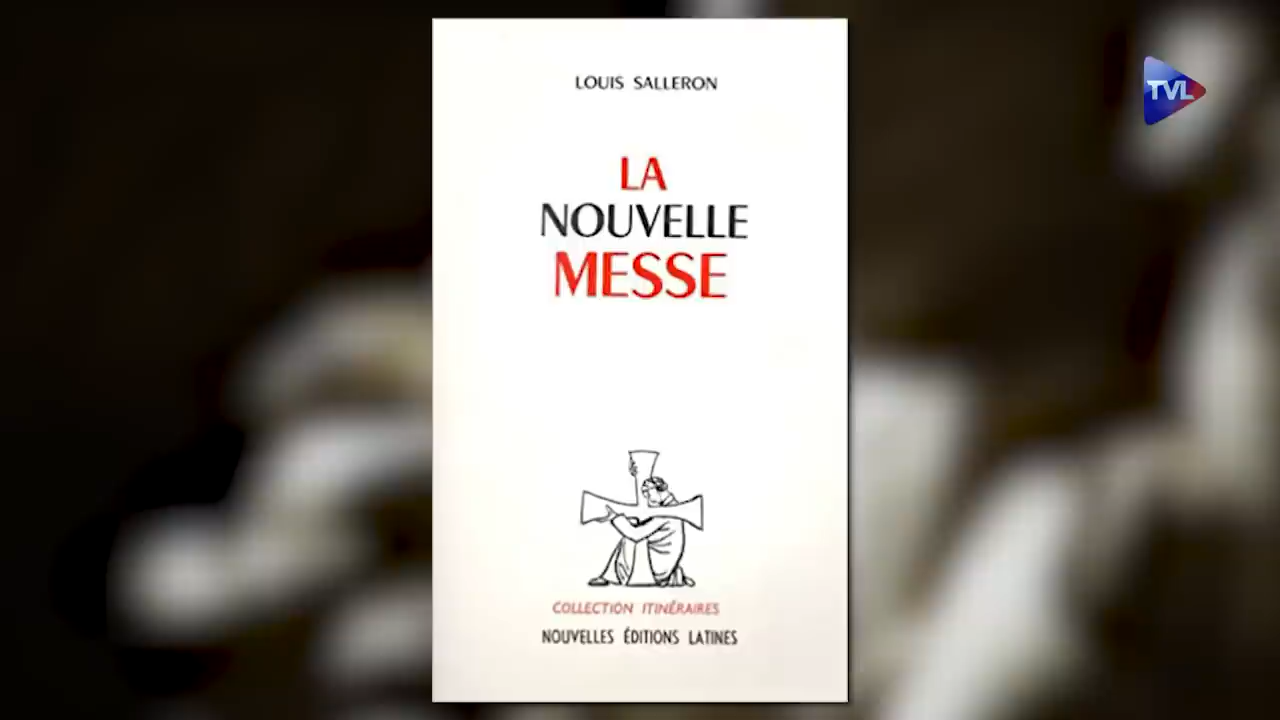 LOUIS SALLERON
TVL
LA
NOUVELLE
MESSE
COLLECTION ITINÉRAIRES
NOUVELLES ÉDITIONS LATINES